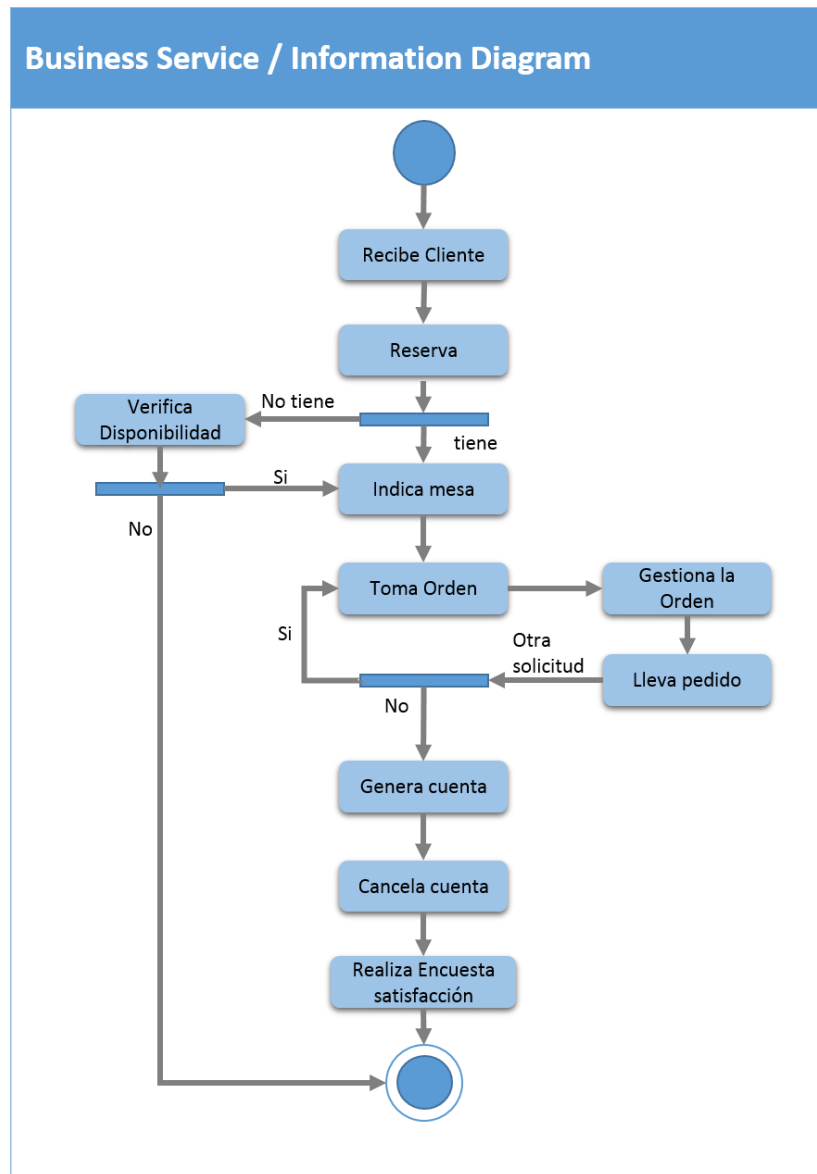 Business Service / Information Diagram
Recibe Cliente
Reserva
No tiene
Verifica
Disponibilidad
tiene
Si
Indica mesa
No
Toma Orden
Gestiona la
Orden
Si
Otra
solicitud
Lleva pedido
No
Genera cuenta
Cancela cuenta
Realiza Encuesta
satisfacción